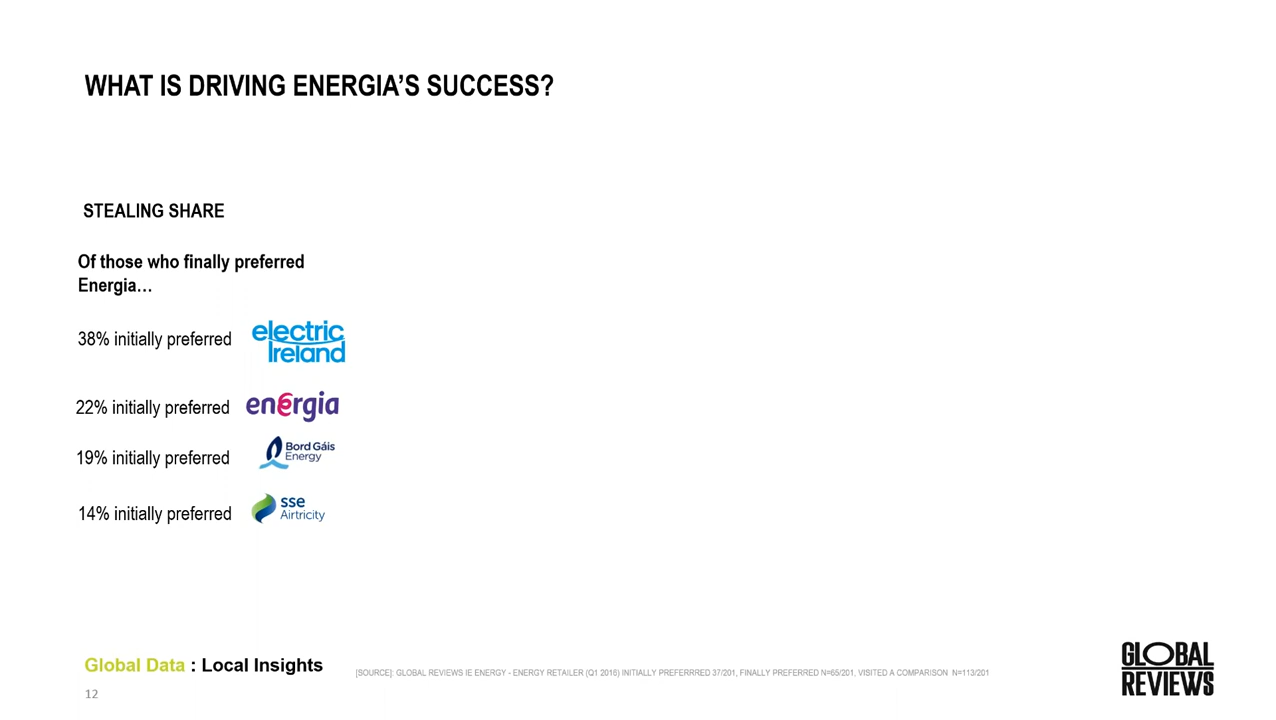 WHAT IS DRIVING ENERGIA’S SUCCESS?
STEALING SHARE
Of those who finally preferred
Energia…
38% initially preferred
electric
Ireland
22% initially preferred
energia
19% initially preferred
Bord Gáis
Energy
14% initially preferred
sse
Airtricity
Global Data : Local Insights
[SOURCE]: GLOBAL REVIEWS IE ENERGY - ENERGY RETAILER (Q1 2016) INITIALLY PREFERRRED 37/201, FINALLY PREFERED N=65/201, VISITED A COMPARISON N=113/201
12
GLOBAL
REVIEWS